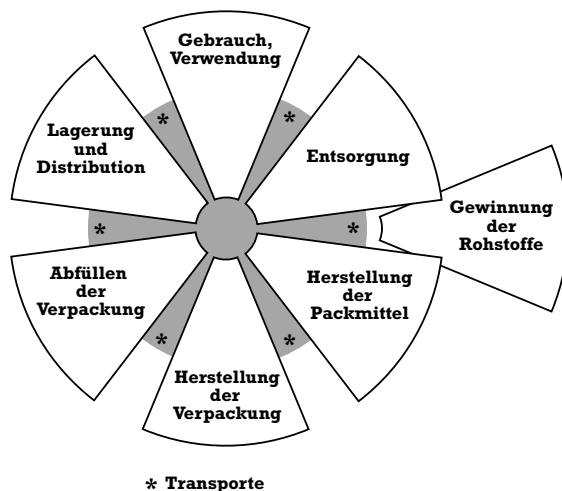 Gebrauch,
Verwendung
*
*
Lagerung
und
Distribution
Entsorgung
Gewinnung
der
Rohstoffe
*
*
Abfüllen
der
Verpackung
Herstellung
der
Packmittel
*
*
Herstellung
der
Verpackung
* Transporte